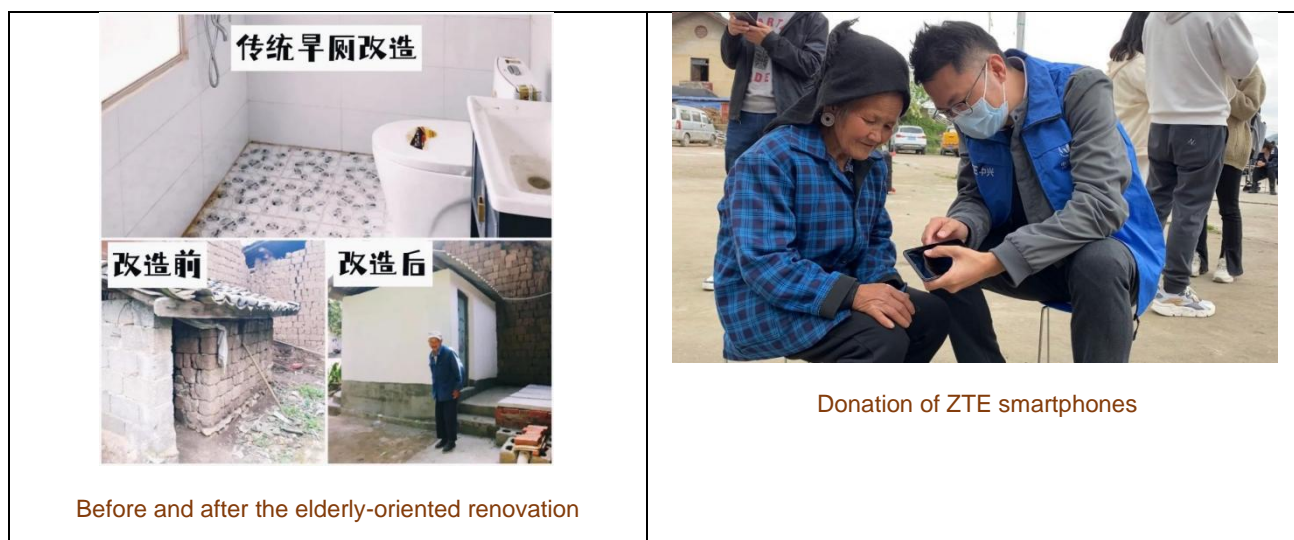 传统旱厕改造
改造前
改造后
Before and after the elderly-oriented renovation
Donation of ZTE smartphones